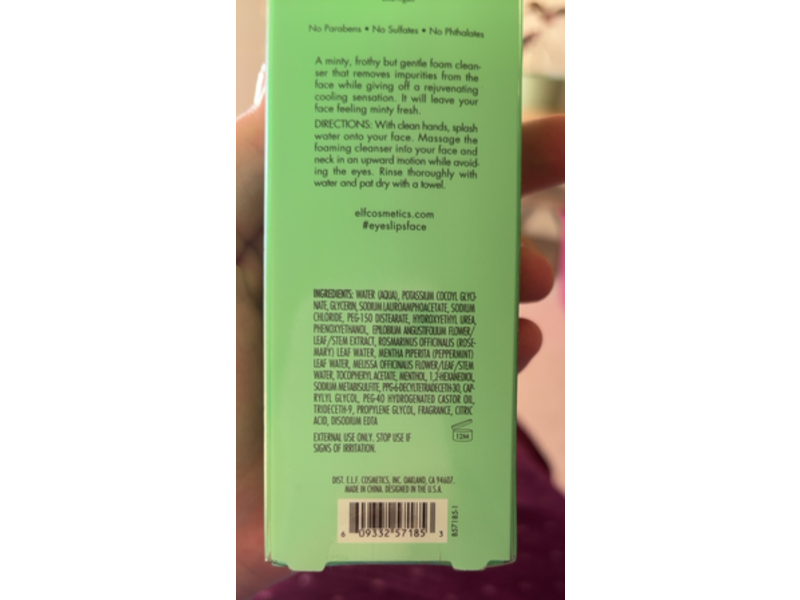 No Parabens • No Sulfates • No Phthalates
A minty, frothy but gentle foam clean-
ser that removes impurities from the
face while giving off a rejuvenating
cooling sensation. It will leave your
face feeling minty fresh.
DIRECTIONS: With clean hands, splash
water onto your face. Massage the
foaming cleanser into your face and
neck in an upward motion while avoid-
ing the eyes. Rinse thoroughly with
water and pat dry with a towel.
elfcosmetics.com
#eyeslipsface
INGREDIENTS: WATER (AQUA), POTASSIUM COCOYL GLYCI-
NATE, GLYCERIN, SODIUM LAUROAMPHOACETATE, SODIUM
CHLORIDE, PEG-150 DISTEARATE, HYDROXYETHYL UREA,
PHENOXYETHANOL, EPILOBIUM ANGUSTIFOLIUM FLOWER/
LEAF/STEM EXTRACT, ROSMARINUS OFFICINALIS (ROSE-
MARY) LEAF WATER, MENTHA PIPERITA (PEPPERMINT)
LEAF WATER, MELISSA OFFICINALIS FLOWER/LEAF/STEM
WATER, TOCOPHERYL ACETATE, MENTHOL, 1,2-HEXANEDIOL,
SODIUM METABISULFITE, PPG-6-DECYLTETRADECETH-30, CAP-
RYLYL GLYCOL, PEG-40 HYDROGENATED CASTOR OIL,
TRIDECETH-9, PROPYLENE GLYCOL, FRAGRANCE, CITRIC
ACID, DISODIUM EDTA
EXTERNAL USE ONLY. STOP USE IF
SIGNS OF IRRITATION.
12M
DIST. E.L.F. COSMETICS, INC. OAKLAND, CA 94607.
MADE IN CHINA. DESIGNED IN THE U.S.A.
6 09332 57185 3
B57185-1